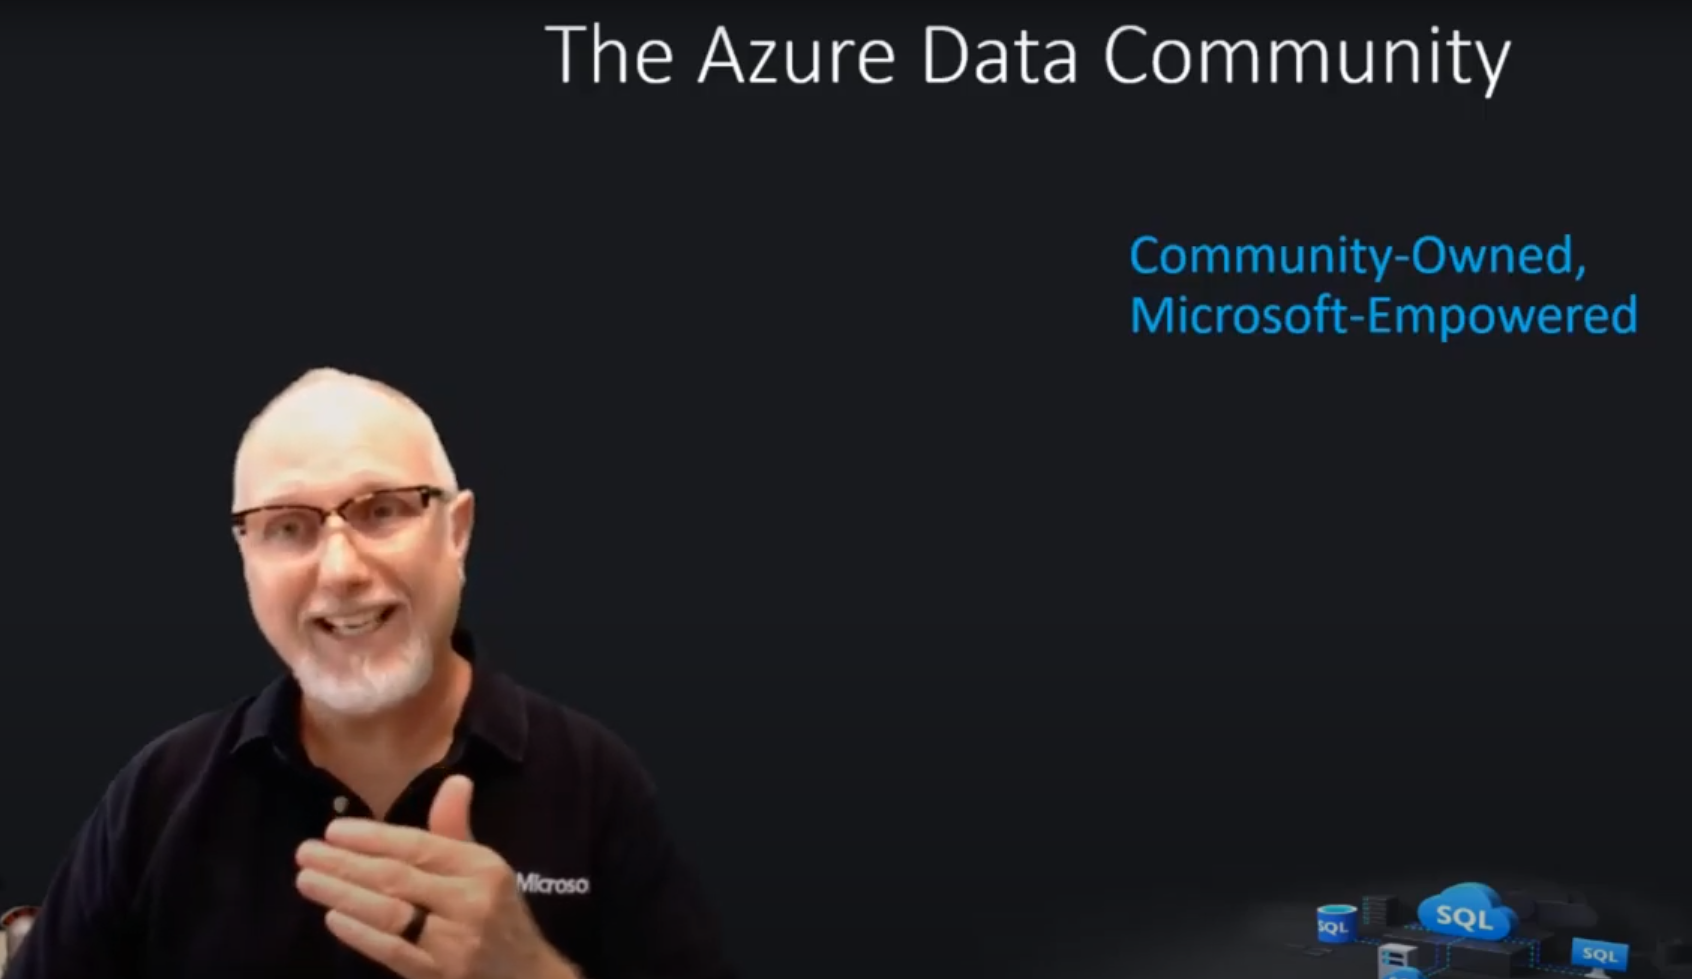 The Azure Data Community
Community-Owned,
Microsoft-Empowered
Microso
SQL
SQL
SQL